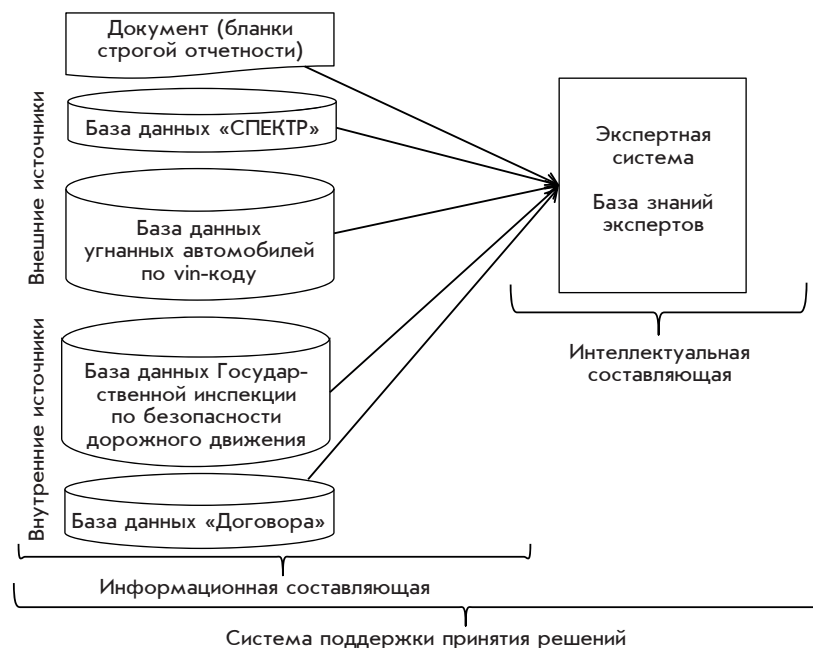 Документ (бланки
строгой отчетности)
Внешние источники
База данных «СПЕКТР»
База данных
угнанных автомобилей
по vin-коду
Внутренние источники
База данных Государ-
ственной инспекции
по безопасности
дорожного движения
База данных «Договора»
Экспертная
система
База знаний
экспертов
Интеллектуальная
составляющая
Информационная составляющая
Система поддержки принятия решений